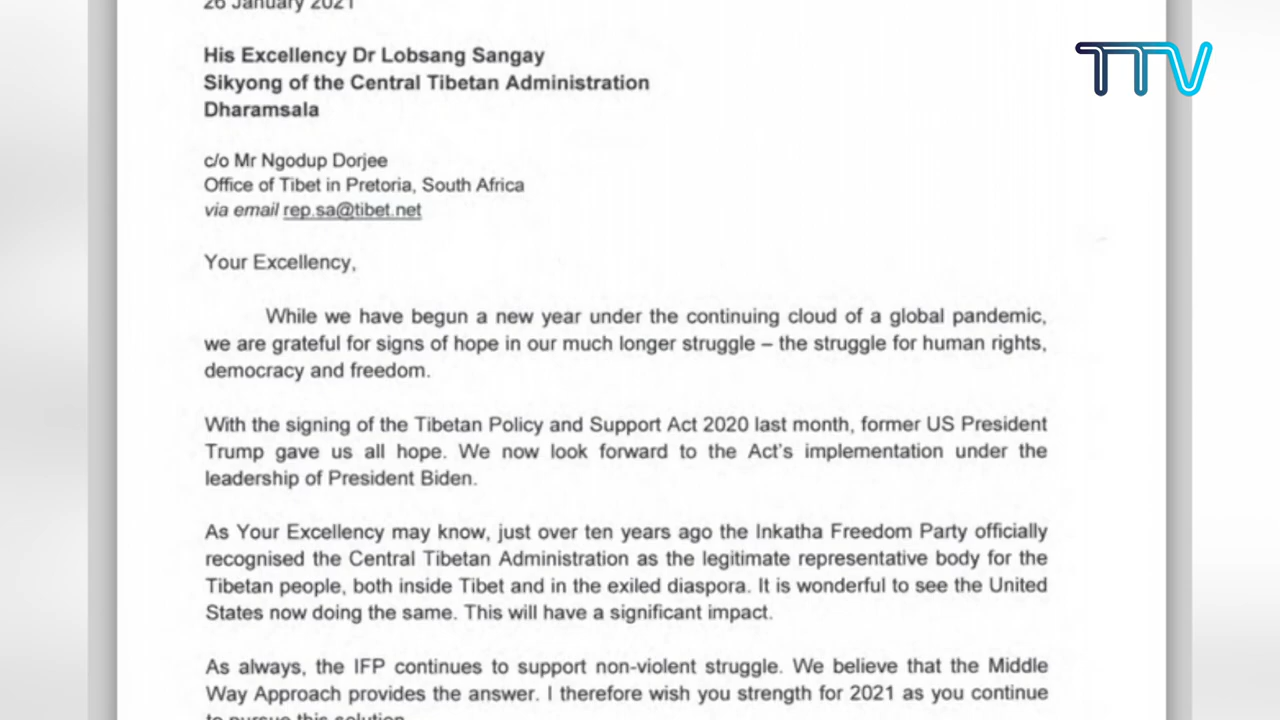 26 January 2021
TTV
His Excellency Dr Lobsang Sangay
Sikyong of the Central Tibetan Administration
Dharamsala
c/o Mr Ngodup Dorjee
Office of Tibet in Pretoria, South Africa
via email rep.sa@tibet.net
Your Excellency,
While we have begun a new year under the continuing cloud of a global pandemic,
we are grateful for signs of hope in our much longer struggle – the struggle for human rights,
democracy and freedom.
With the signing of the Tibetan Policy and Support Act 2020 last month, former US President
Trump gave us all hope. We now look forward to the Act's implementation under the
leadership of President Biden.
As Your Excellency may know, just over ten years ago the Inkatha Freedom Party officially
recognised the Central Tibetan Administration as the legitimate representative body for the
Tibetan people, both inside Tibet and in the exiled diaspora. It is wonderful to see the United
States now doing the same. This will have a significant impact.
As always, the IFP continues to support non-violent struggle. We believe that the Middle
Way Approach provides the answer. I therefore wish you strength for 2021 as you continue
to pursue this solution